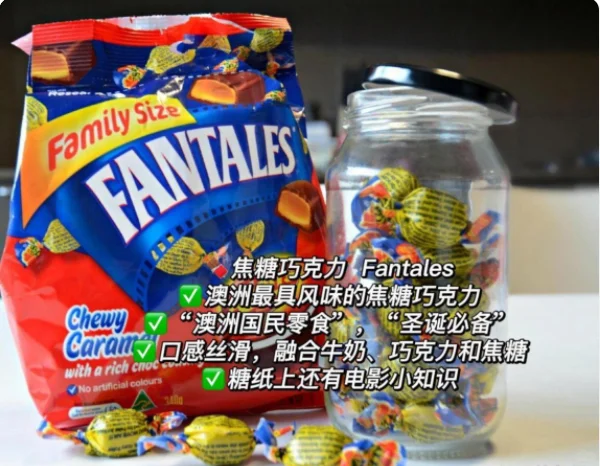 Family Size
FANTALES
🍬焦糖巧克力 Fantales
✅澳洲最具风味的焦糖巧克力
✅“澳洲国民零食”，“圣诞必备”
Chewy
✅口感丝滑，融合牛奶、巧克力和焦糖
Caramel
with a rich choc
✅糖纸上还有电影小知识
No artificial colours